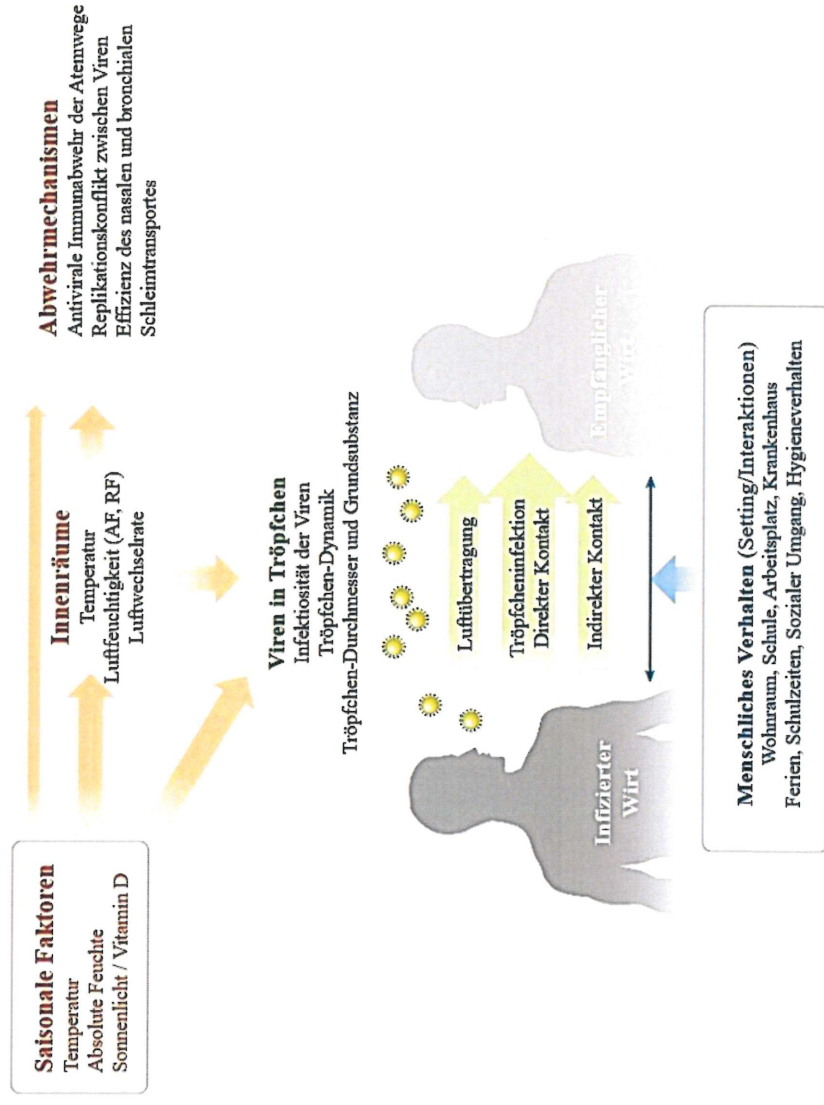 Saisonale Faktoren
Temperatur
Absolute Feuchte
Sonnenlicht / Vitamin D
Innenräume
Temperatur
Luftfeuchtigkeit (AF, RF)
Luftwechselrate
Abwehrmechanismen
Antivirale Immunabwehr der Atemwege
Replikationskonflikt zwischen Viren
Effizienz des nasalen und bronchialen
Schleimtransportes
Viren in Tröpfchen
Infektiosität der Viren
Tröpfchen-Dynamik
Tröpfchen-Durchmesser und Grundsubstanz
Infizierter
Wirt
Luftübertragung
Tröpfcheninfektion
Direkter Kontakt
Indirekter Kontakt
Empfänglicher
Wirt
Menschliches Verhalten (Setting/Interaktionen)
Wohnraum, Schule, Arbeitsplatz, Krankenhaus
Ferien, Schulzeiten, Sozialer Umgang, Hygieneverhalten